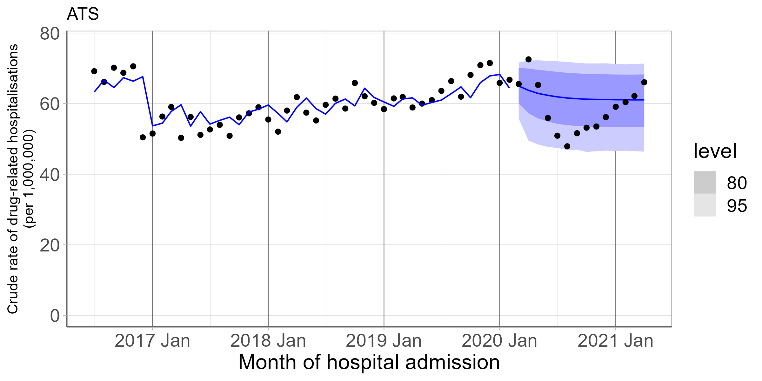 ATS
Crude rate of drug-related hospitalisations
(per 1,000,000)
80
60
40
20
0
2017 Jan
2018 Jan
2019 Jan
2020 Jan
2021 Jan
Month of hospital admission
level
80
95